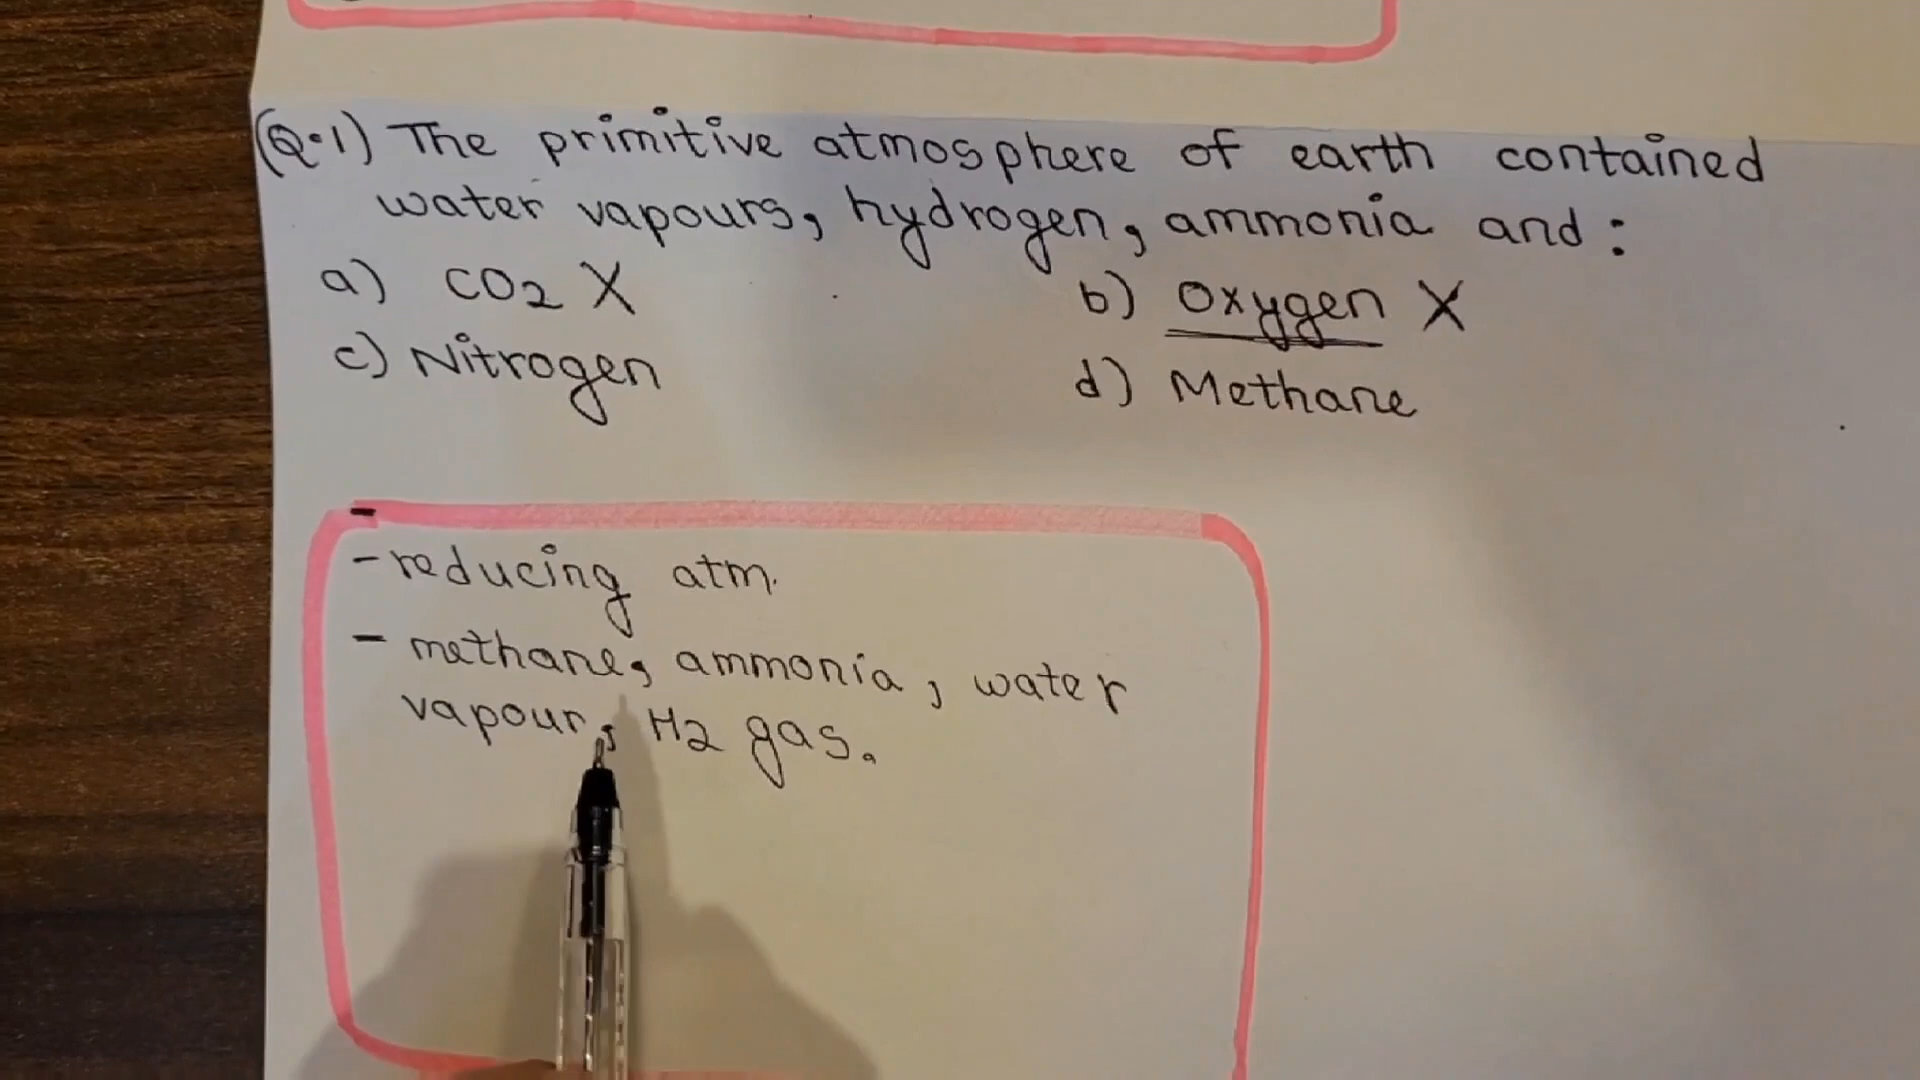 (Q.1) The primitive atmosphere of earth contained
water vapours, hydrogen, ammonia and :
a) CO2 X
b) Oxygen X
c) Nitrogen
d) Methane
- reducing atm.
- methane, ammonia, water
vapour, H2 gas.